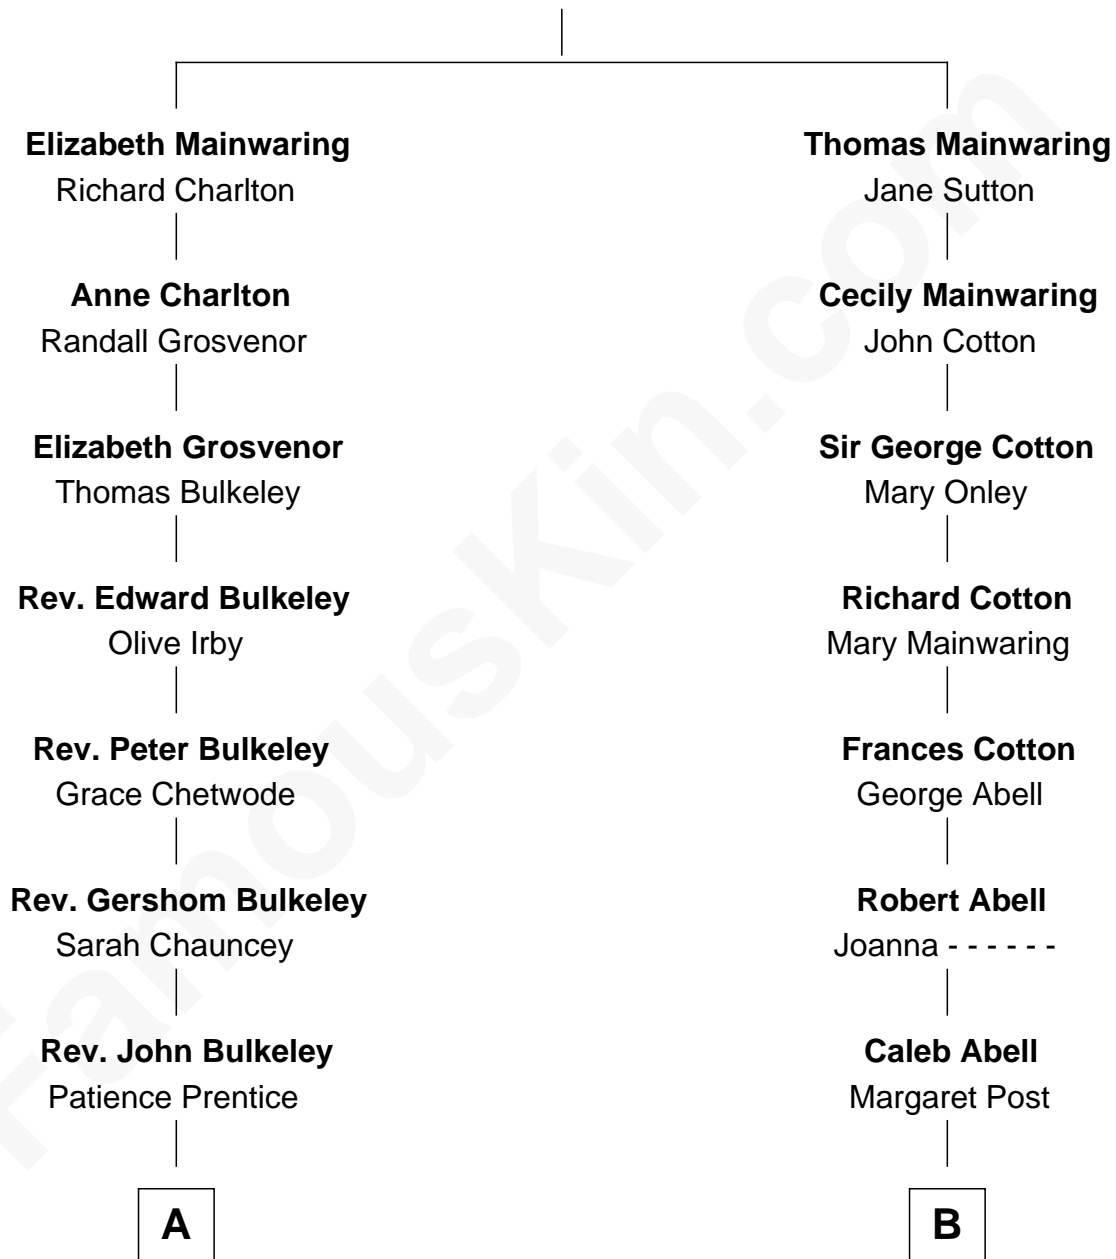 Elizabeth Mainwaring
Richard Charlton
Anne Charlton
Randall Grosvenor
Elizabeth Grosvenor
Thomas Bulkeley
Rev. Edward Bulkeley
Olive Irby
Rev. Peter Bulkeley
Grace Chetwode
Rev. Gershom Bulkeley
Sarah Chauncey
Rev. John Bulkeley
Patience Prentice
A
Thomas Mainwaring
Jane Sutton
Cecily Mainwaring
John Cotton
Sir George Cotton
Mary Onley
Richard Cotton
Mary Mainwaring
Frances Cotton
George Abell
Robert Abell
Joanna - - - - - -
Caleb Abell
Margaret Post
B
FamousKin.com